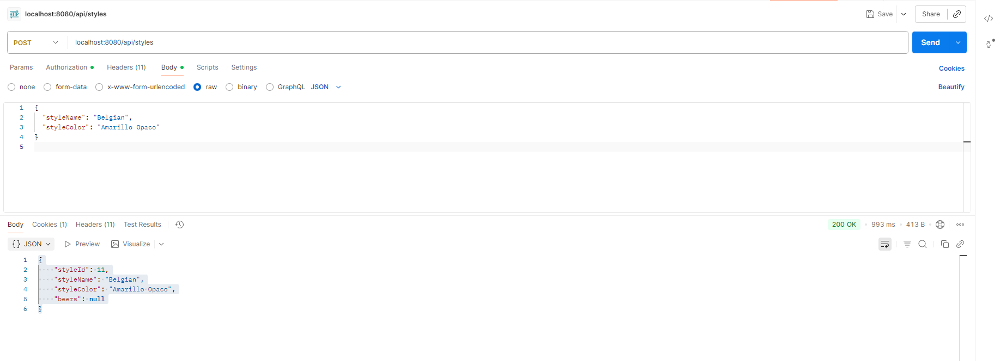 HTTP localhost:8080/api/styles Save Share
POST localhost:8080/api/styles Send
Params Authorization Headers (11) Body Scripts Settings Cookies
none form-data x-www-form-urlencoded raw binary GraphQL JSON Beautify
1 {
2 "styleName": "Belgian",
3 "styleColor": "Amarillo Opaco"
4 }
5
Body Cookies (1) Headers (11) Test Results 200 OK • 993 ms • 413 B •
{} JSON Preview Visualize
1 {
2 "styleId": 11,
3 "styleName": "Belgian",
4 "styleColor": "Amarillo Opaco",
5 "beers": null
6 }